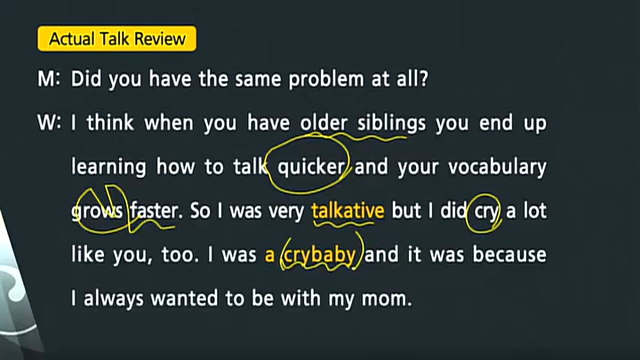 Actual Talk Review
M: Did you have the same problem at all?
W: I think when you have older siblings you end up
learning how to talk quicker and your vocabulary
grows faster. So I was very talkative but I did cry a lot
like you, too. I was a crybaby and it was because
I always wanted to be with my mom.